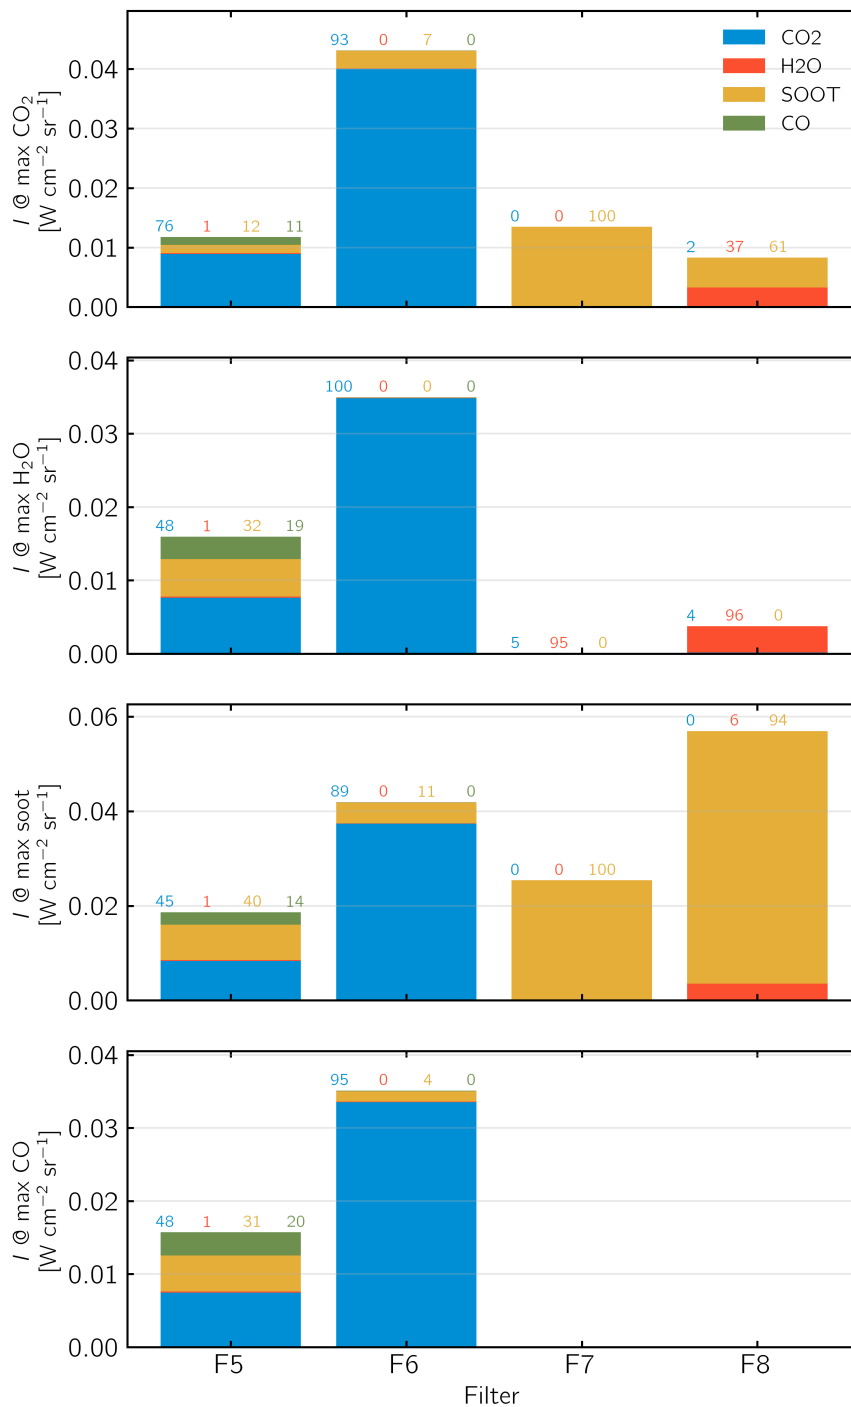 93 0 7 0
CO2
H2O
SOOT
CO
0.04
0.03
0.02
0.01
0.00
I @ max CO₂
[W cm⁻² sr⁻¹]
76 1 12 11
0 0 100
2 37 61
0.04
0.03
0.02
0.01
0.00
I @ max H₂O
[W cm⁻² sr⁻¹]
100 0 0 0
48 1 32 19
5 95 0
4 96 0
0.06
0.04
0.02
0.00
I @ max soot
[W cm⁻² sr⁻¹]
0 6 94
89 0 11 0
0 0 100
45 1 40 14
0.04
0.03
0.02
0.01
0.00
I @ max CO
[W cm⁻² sr⁻¹]
95 0 4 0
48 1 31 20
F5 F6 F7 F8
Filter